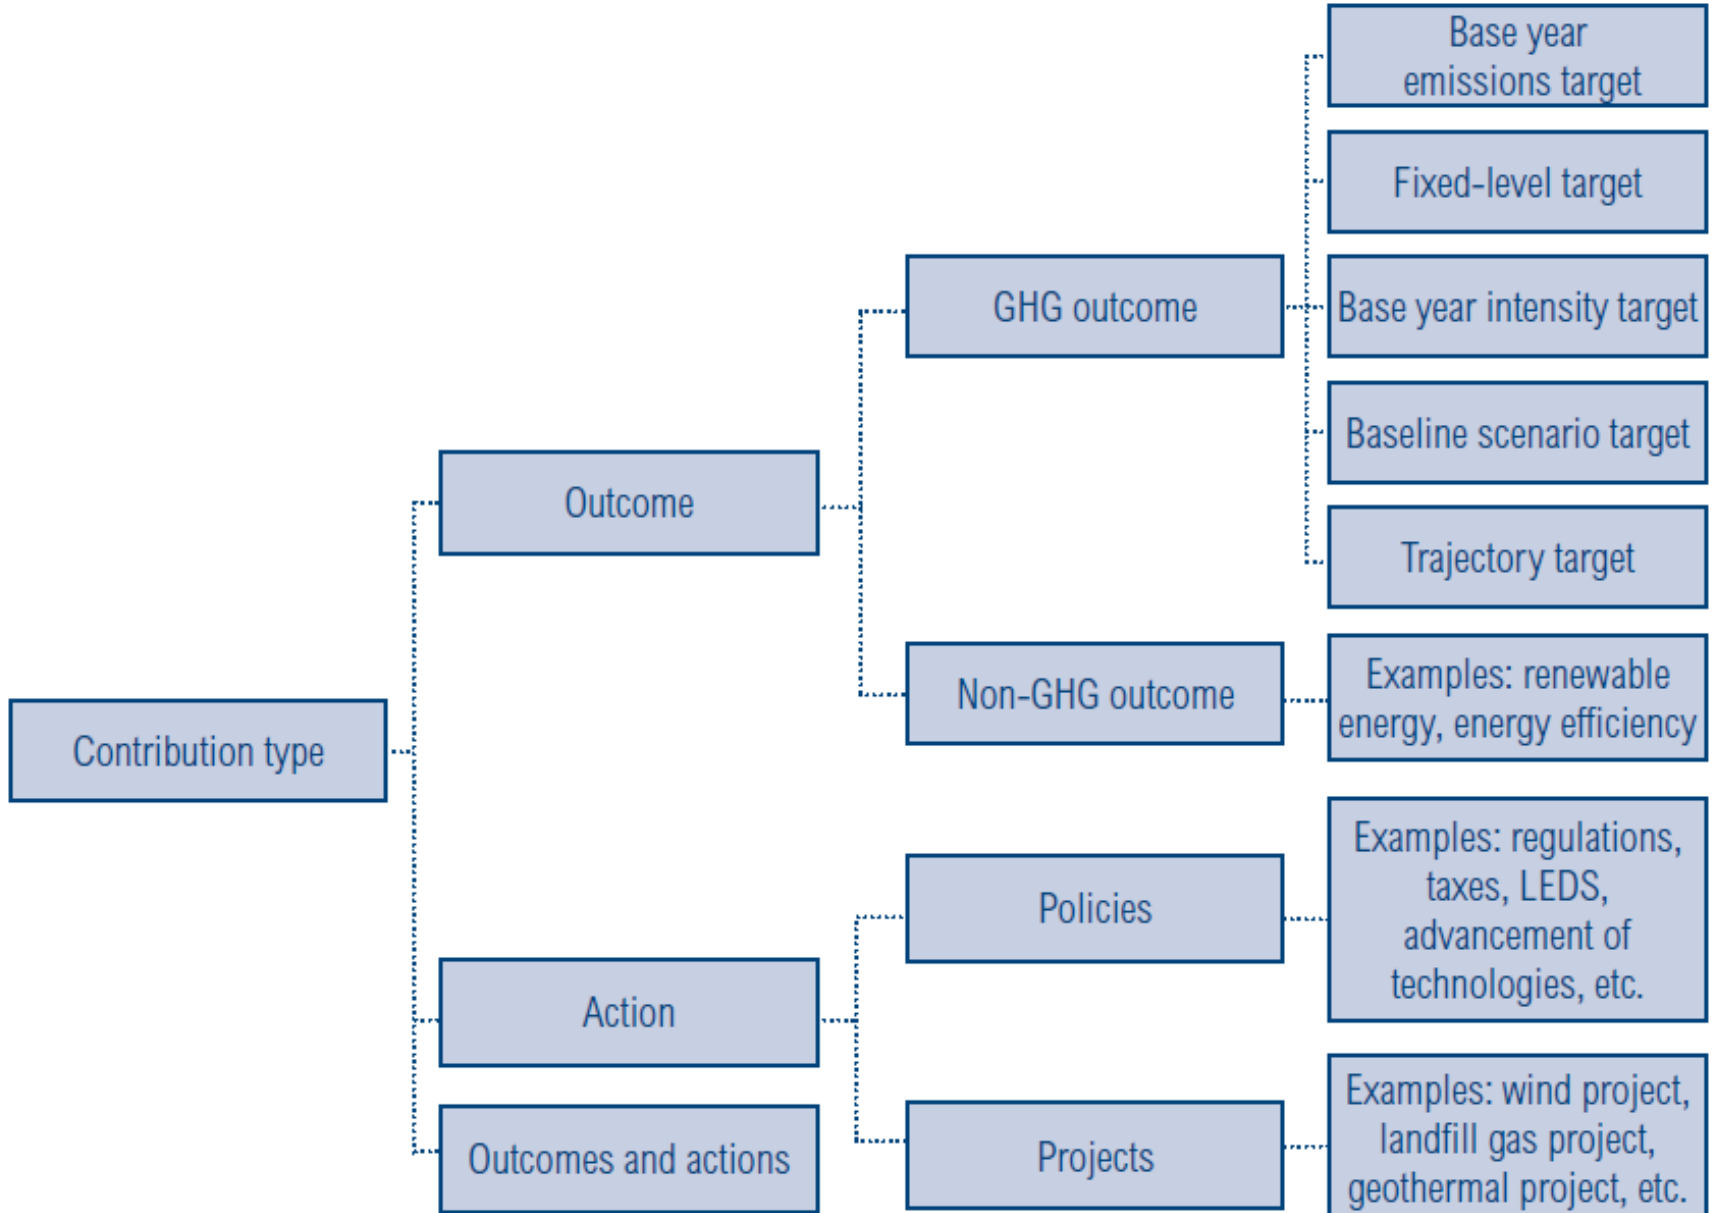 Base year
emissions target
Fixed-level target
GHG outcome
Base year intensity target
Baseline scenario target
Outcome
Trajectory target
Non-GHG outcome
Examples: renewable
energy, energy efficiency
Contribution type
Policies
Examples: regulations,
taxes, LEDS,
advancement of
technologies, etc.
Action
Outcomes and actions
Projects
Examples: wind project,
landfill gas project,
geothermal project, etc.